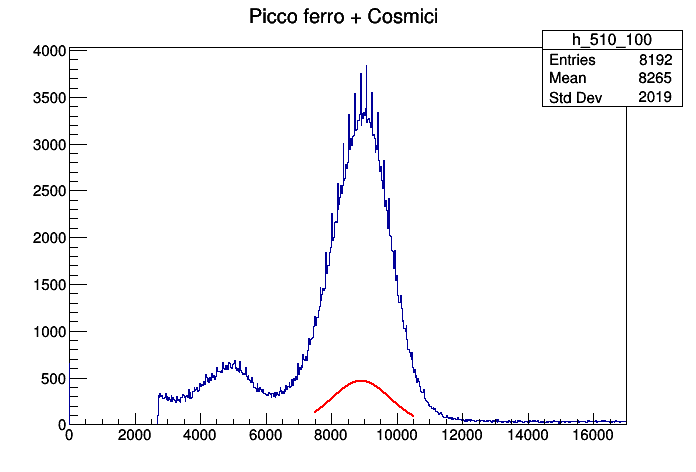 Picco ferro + Cosmici
h_510_100
Entries 8192
Mean 8265
Std Dev 2019
4000
3500
3000
2500
2000
1500
1000
500
0
0 2000 4000 6000 8000 10000 12000 14000 16000